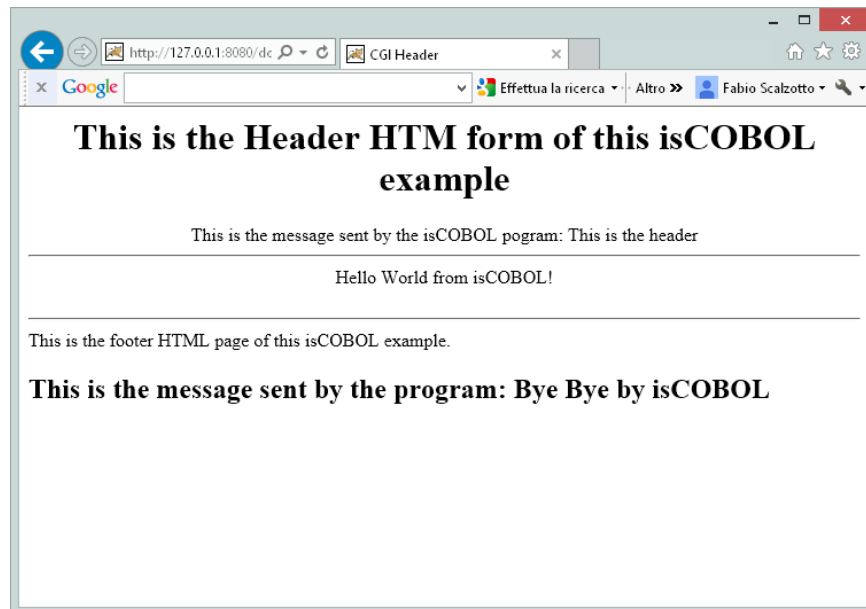 http://127.0.0.1:8080/dc
CGI Header
x Google
Effettua la ricerca
Altro »
Fabio Scalzotto
This is the Header HTM form of this isCOBOL
example
This is the message sent by the isCOBOL pogram: This is the header
Hello World from isCOBOL!
This is the footer HTML page of this isCOBOL example.
This is the message sent by the program: Bye Bye by isCOBOL